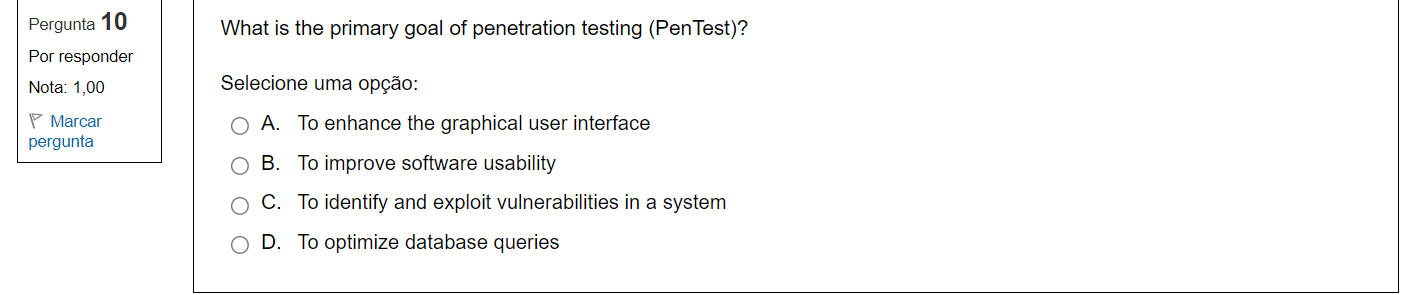 Pergunta 10
Por responder
Nota: 1,00
Marcar
pergunta
What is the primary goal of penetration testing (PenTest)?
Selecione uma opção:
A. To enhance the graphical user interface
B. To improve software usability
C. To identify and exploit vulnerabilities in a system
D. To optimize database queries